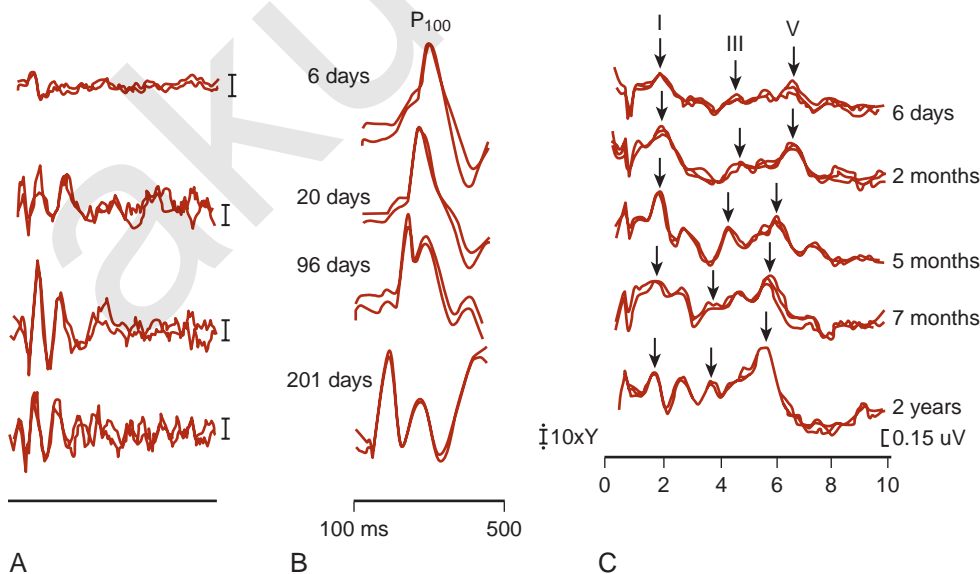 aku
P100
6 days
20 days
96 days
201 days
I
III
V
6 days
2 months
5 months
7 months
2 years
10xY
0.15 uV
100 ms 500
0 2 4 6 8 10
A B C